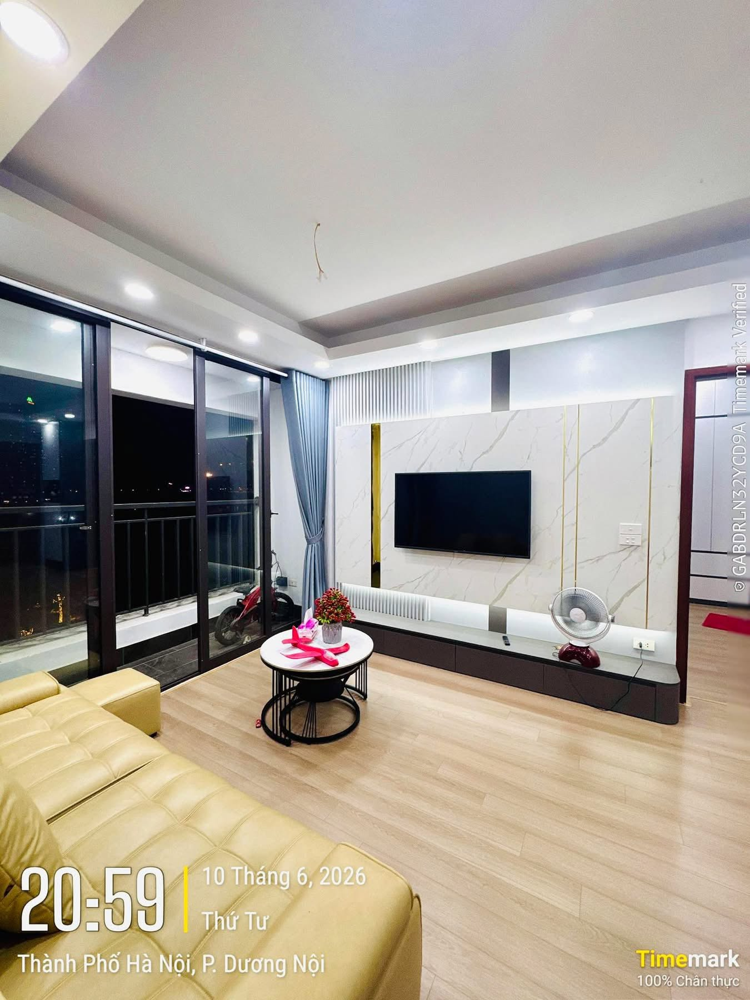 GABDRLN32YCD9A Timemark Verified
20:59
10 Tháng 6, 2026
Thứ Tư
Thành Phố Hà Nội, P. Dương Nội
Timemark
100% Chân thực